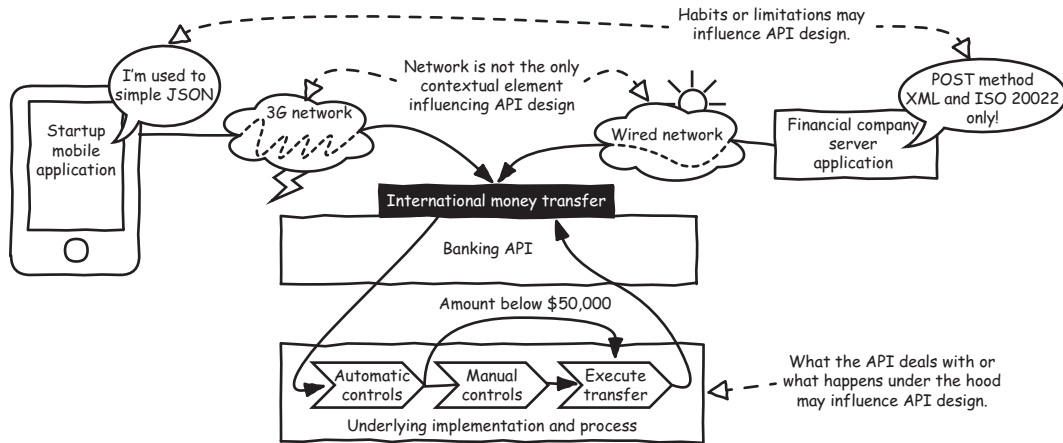 Habits or limitations may
influence API design.
I'm used to
simple JSON
Network is not the only
contextual element
influencing API design
POST method
XML and ISO 20022
only!
Startup
mobile
application
3G network
Wired network
Financial company
server
application
International money transfer
Banking API
Amount below $50,000
Automatic
controls
Manual
controls
Execute
transfer
Underlying implementation and process
What the API deals with or
what happens under the hood
may influence API design.